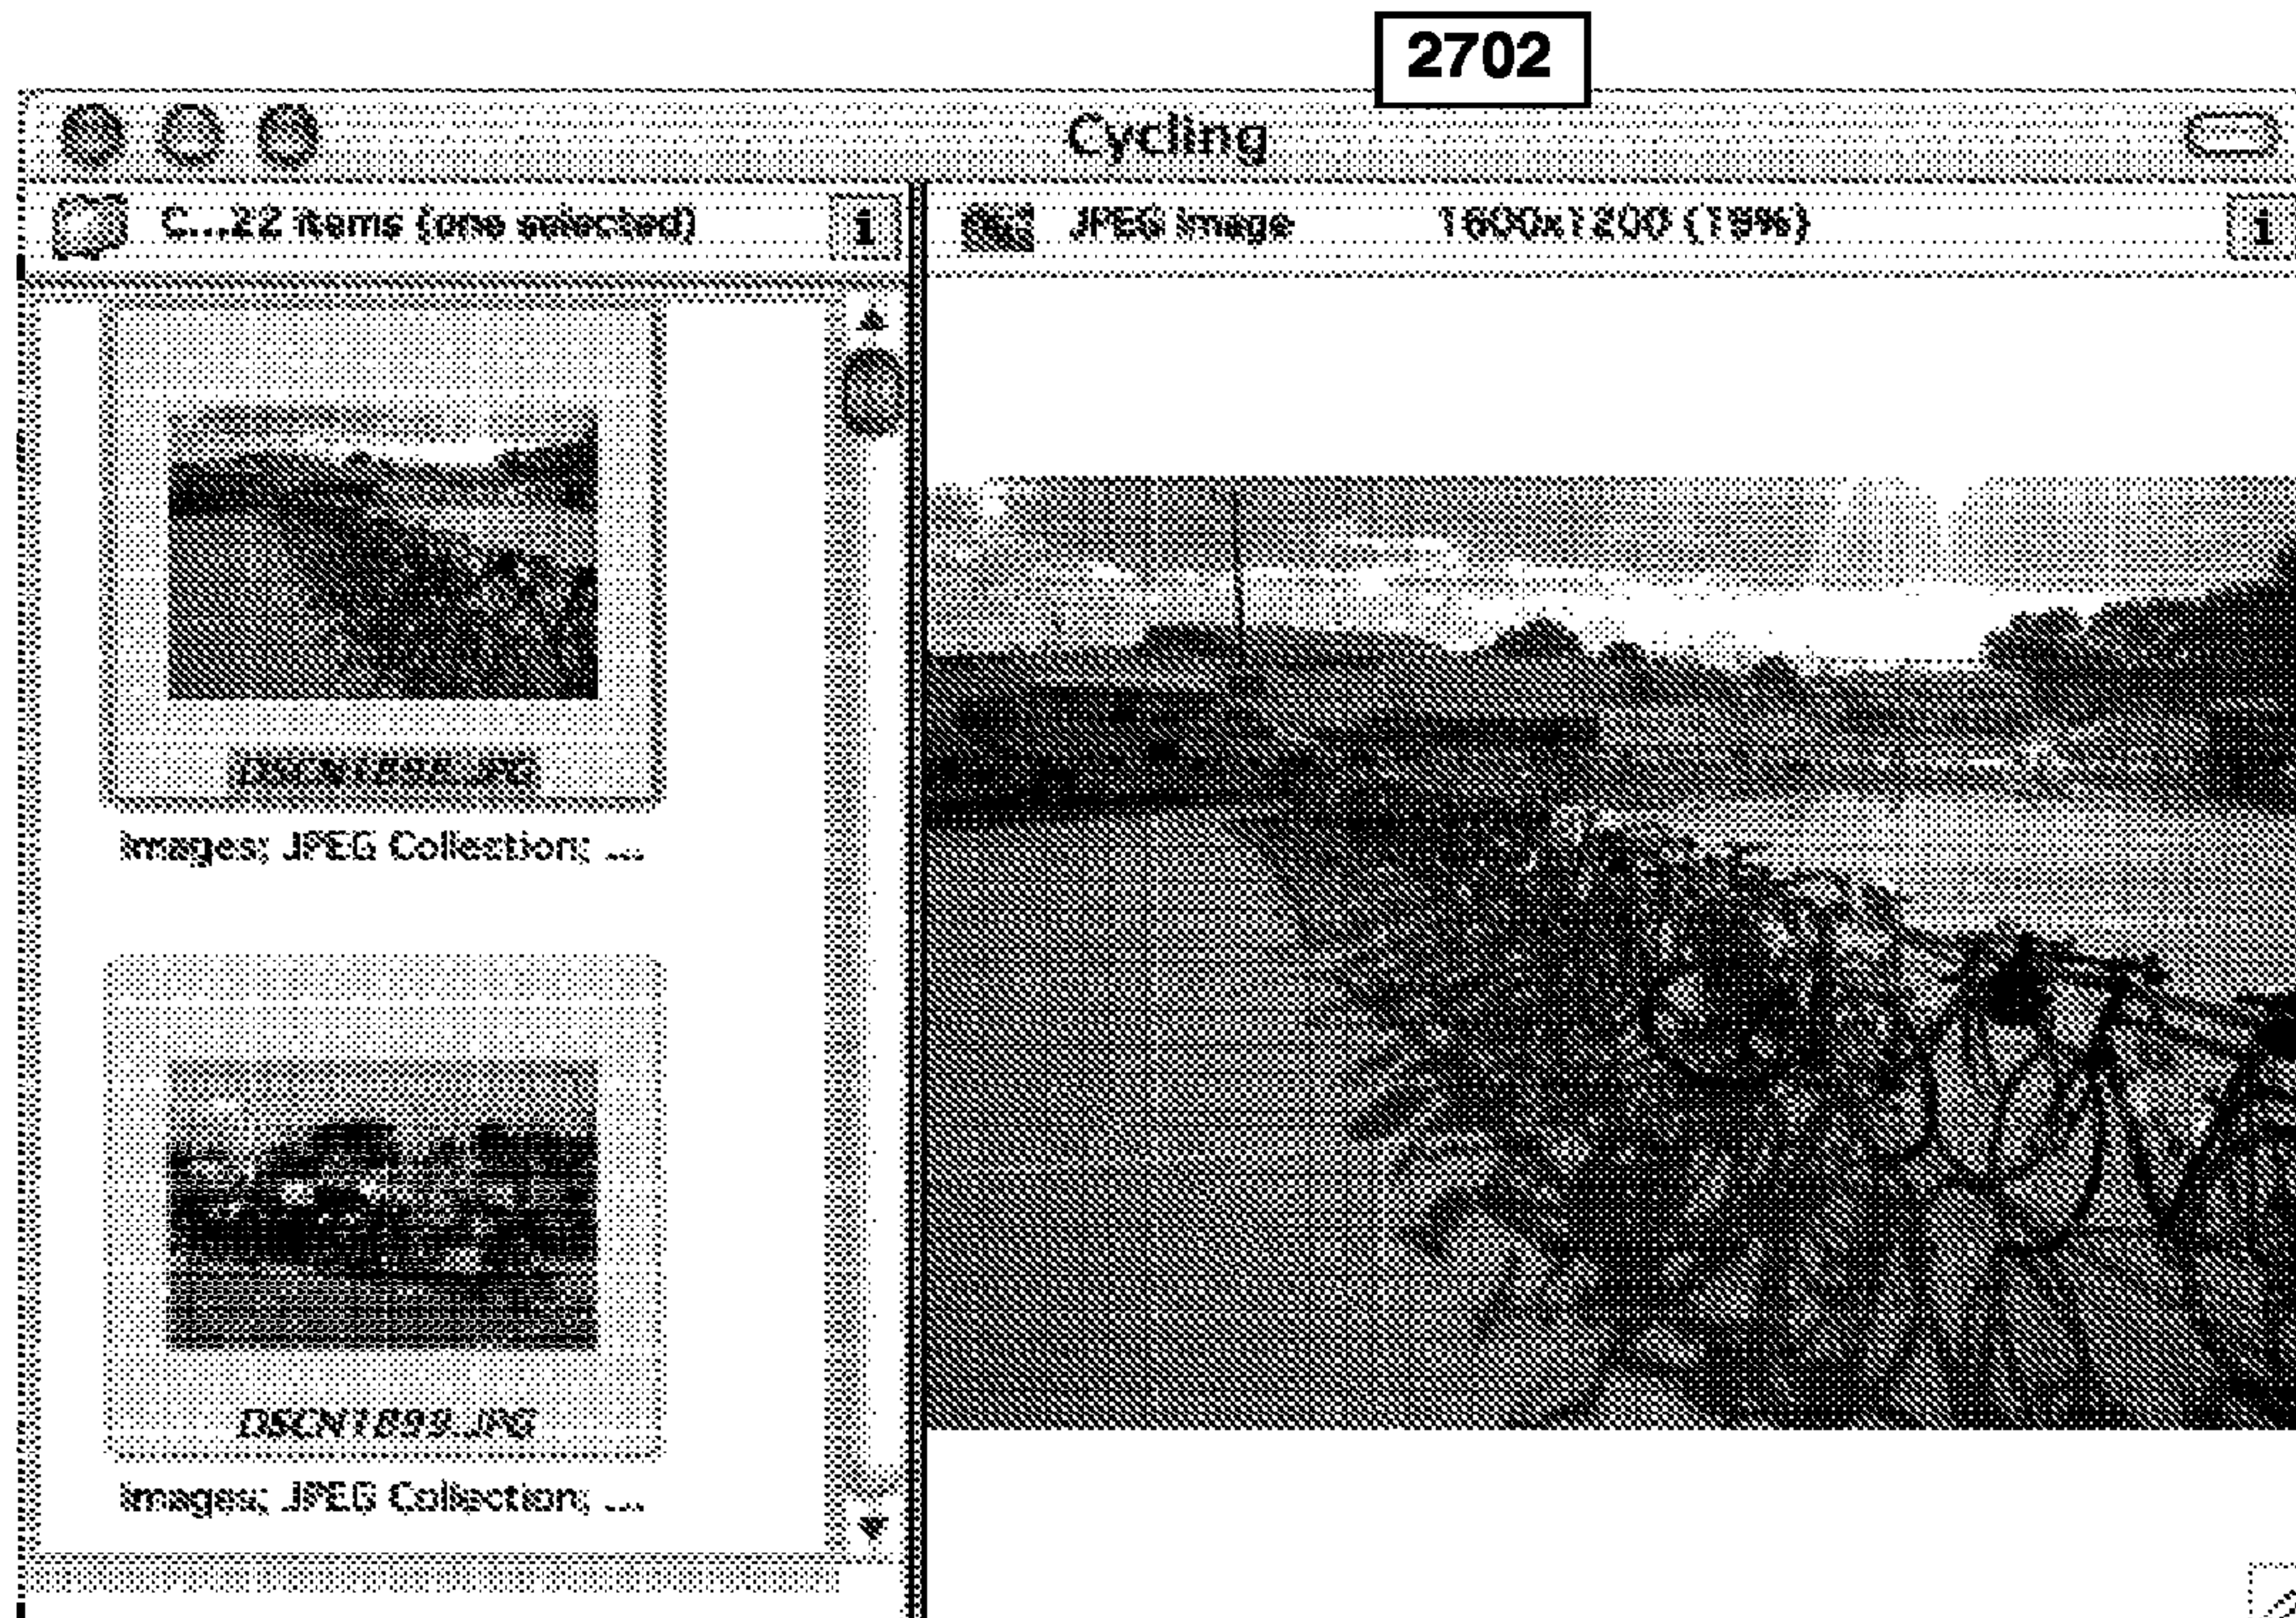 2702
Cycling
C...22 items (one selected) i
JPEG Image 1600x1200 (19%) i
DSCN1898.JPG
Images; JPEG Collection; ...
DSCN1899.JPG
Images; JPEG Collection; ...